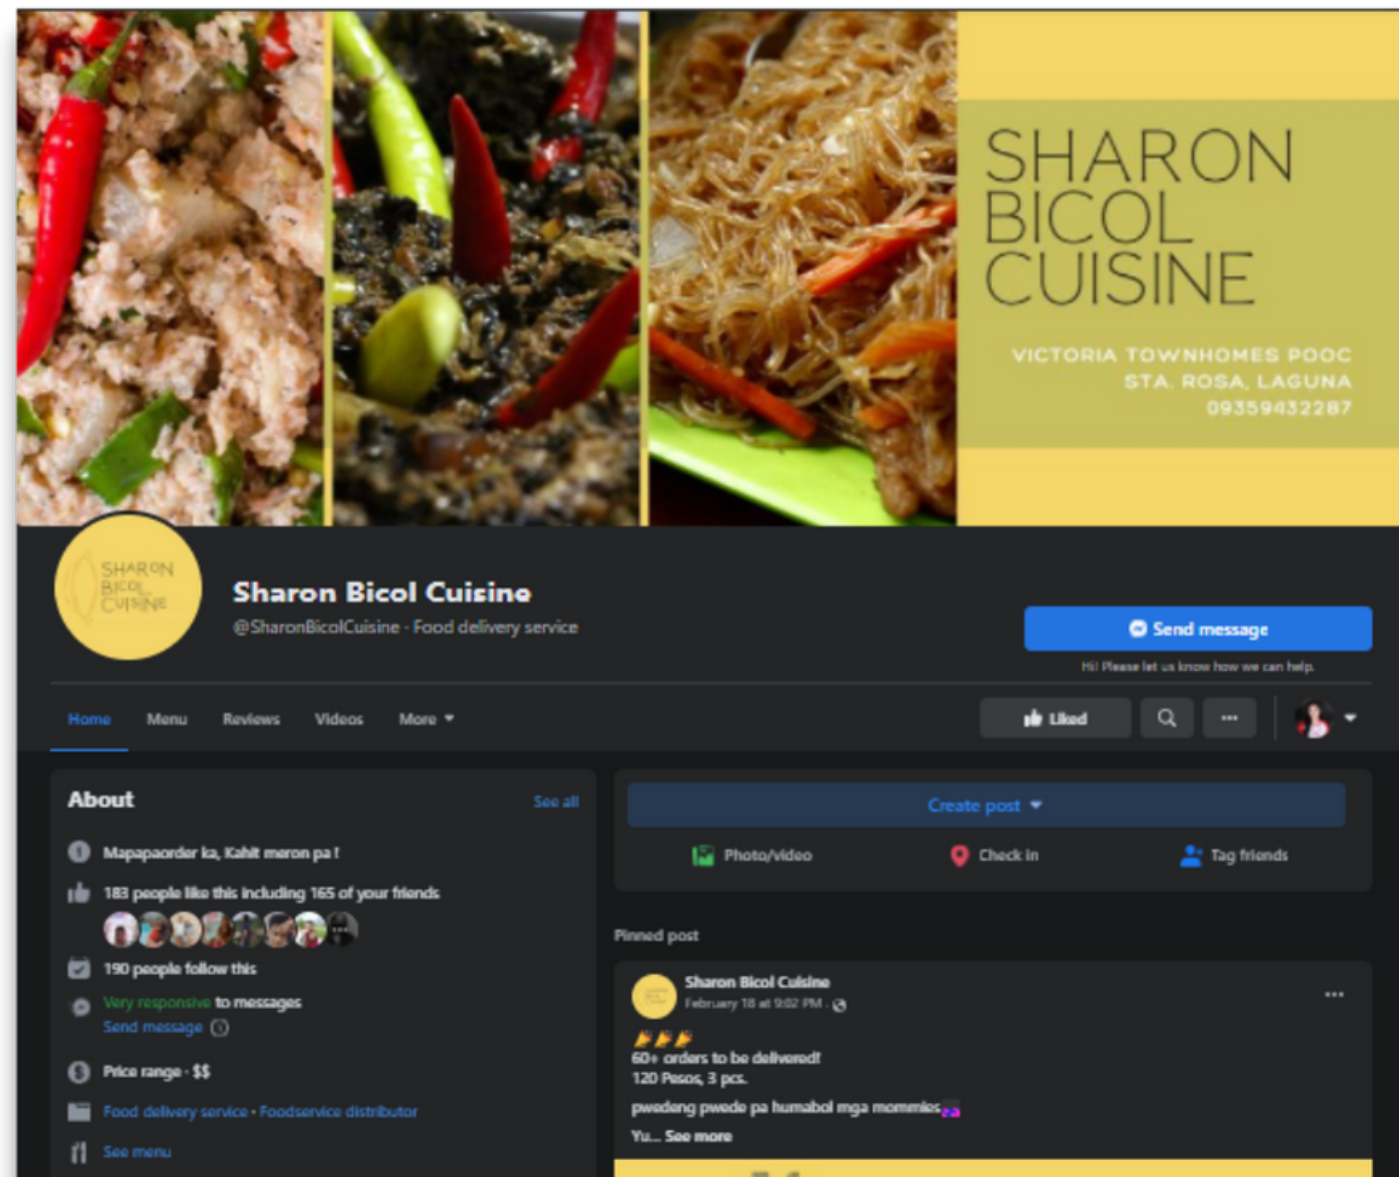 SHARON
BICOL
CUISINE
VICTORIA TOWNHOMES POOC
STA. ROSA, LAGUNA
09359432287
SHARON
BICOL
CUISINE
Sharon Bicol Cuisine
@SharonBicolCuisine · Food delivery service
Send message
Hi! Please let us know how we can help.
Home
Menu
Reviews
Videos
More
Liked
About
See all
Mapapaorder ka, Kahit meron pa !
183 people like this including 165 of your friends
190 people follow this
Very responsive to messages
Send message
Price range · $$
Food delivery service · Foodservice distributor
See menu
Create post
Photo/video
Check in
Tag friends
Pinned post
Sharon Bicol Cuisine
February 18 at 9:02 PM ·
60+ orders to be delivered!
120 Pesos, 3 pcs.
pwedeng pwede pa humabol mga mommies
Yu... See more